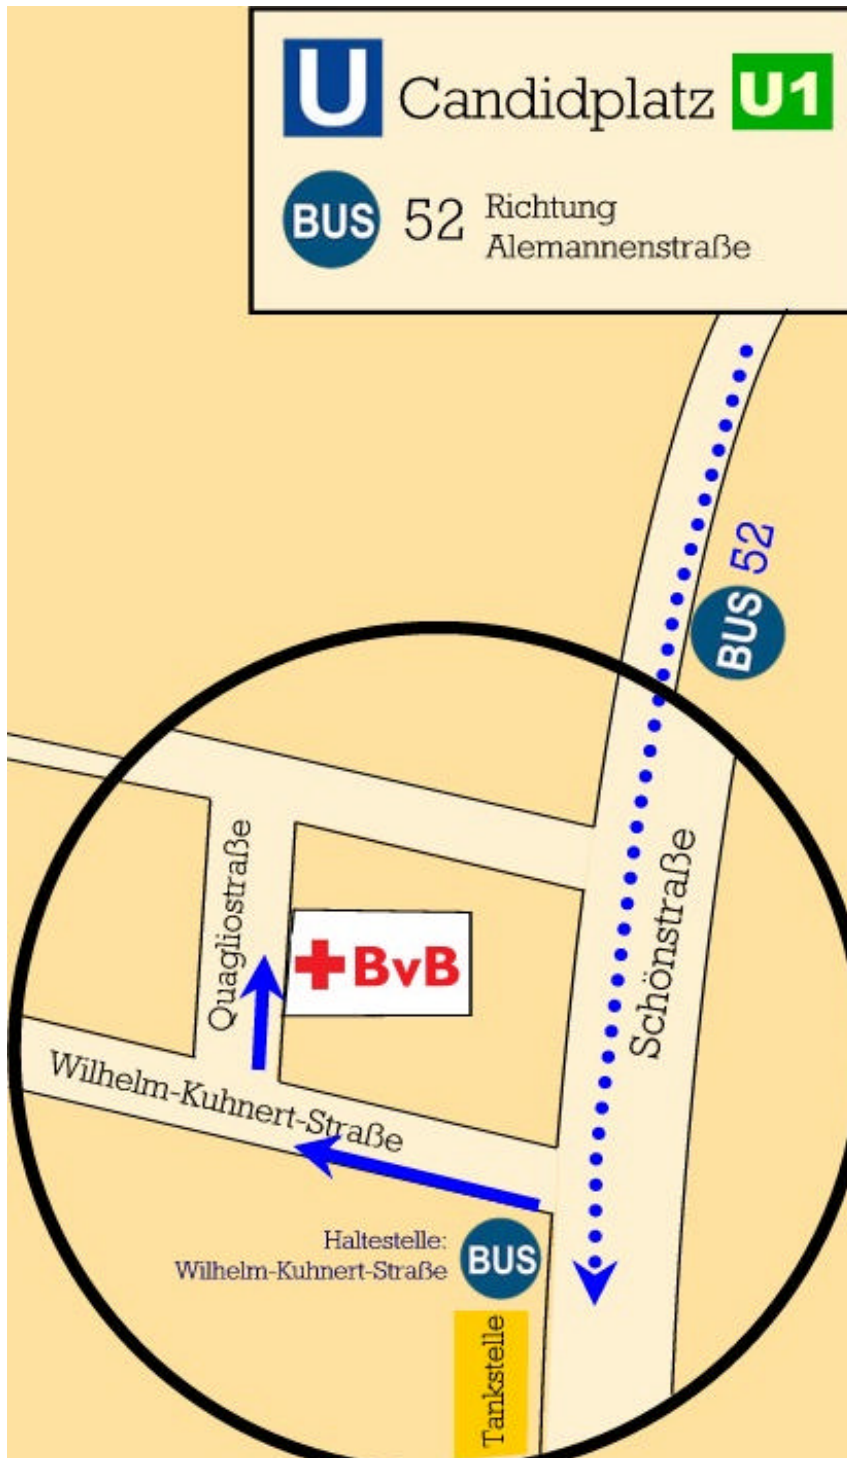 U Candidplatz U1
BUS 52 Richtung
Alemannenstraße
52
BUS
Quagliostraße
BvB
Schönstraße
Wilhelm-Kuhnert-Straße
Haltestelle:
Wilhelm-Kuhnert-Straße
BUS
Tankstelle